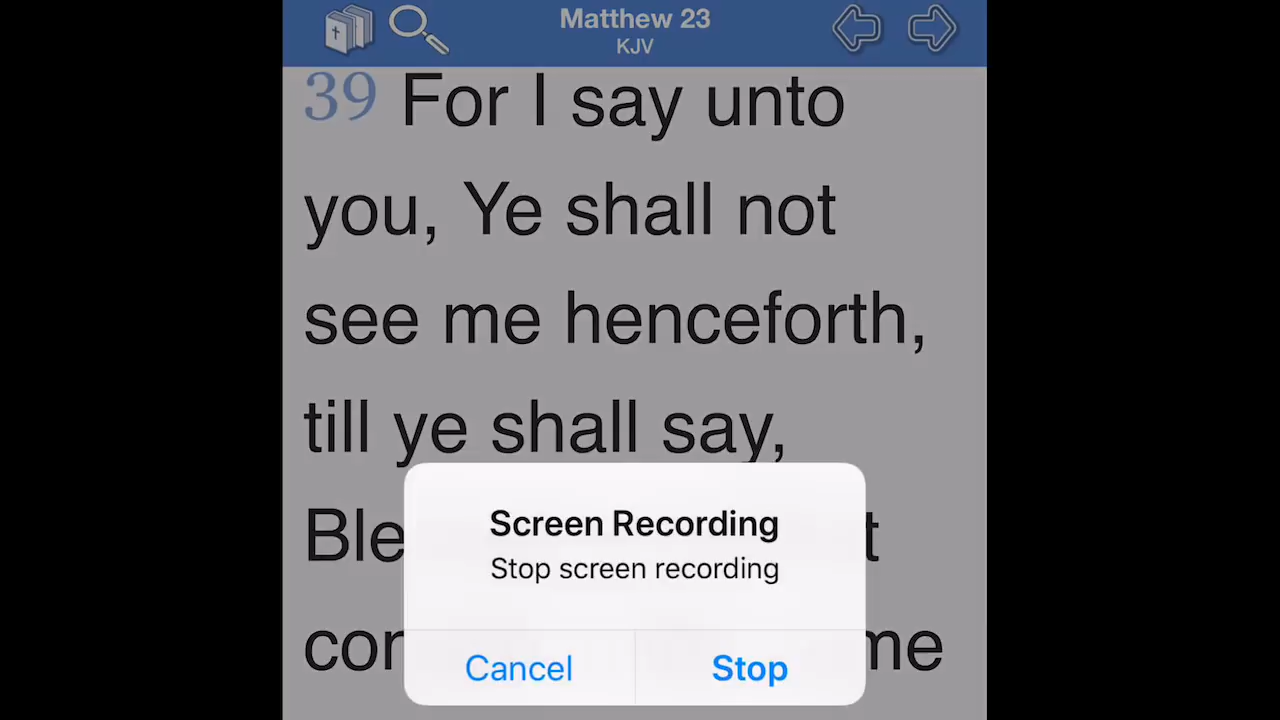 Matthew 23
KJV
39 For I say unto
you, Ye shall not
see me henceforth,
till ye shall say,
Screen Recording
Stop screen recording
Cancel
Stop